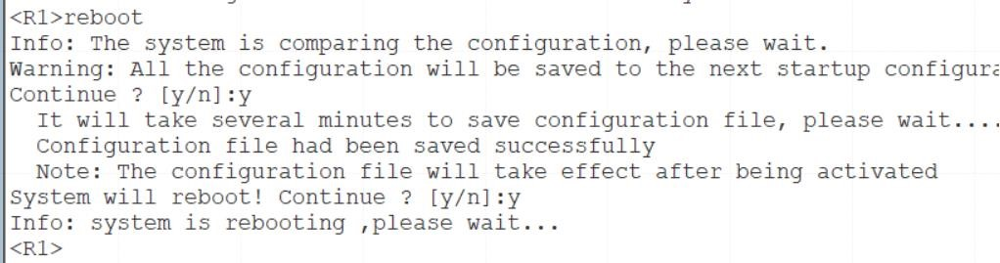 <R1>reboot
Info: The system is comparing the configuration, please wait.
Warning: All the configuration will be saved to the next startup configura
Continue ? [y/n]:y
It will take several minutes to save configuration file, please wait....
Configuration file had been saved successfully
Note: The configuration file will take effect after being activated
System will reboot! Continue ? [y/n]:y
Info: system is rebooting ,please wait...
<R1>